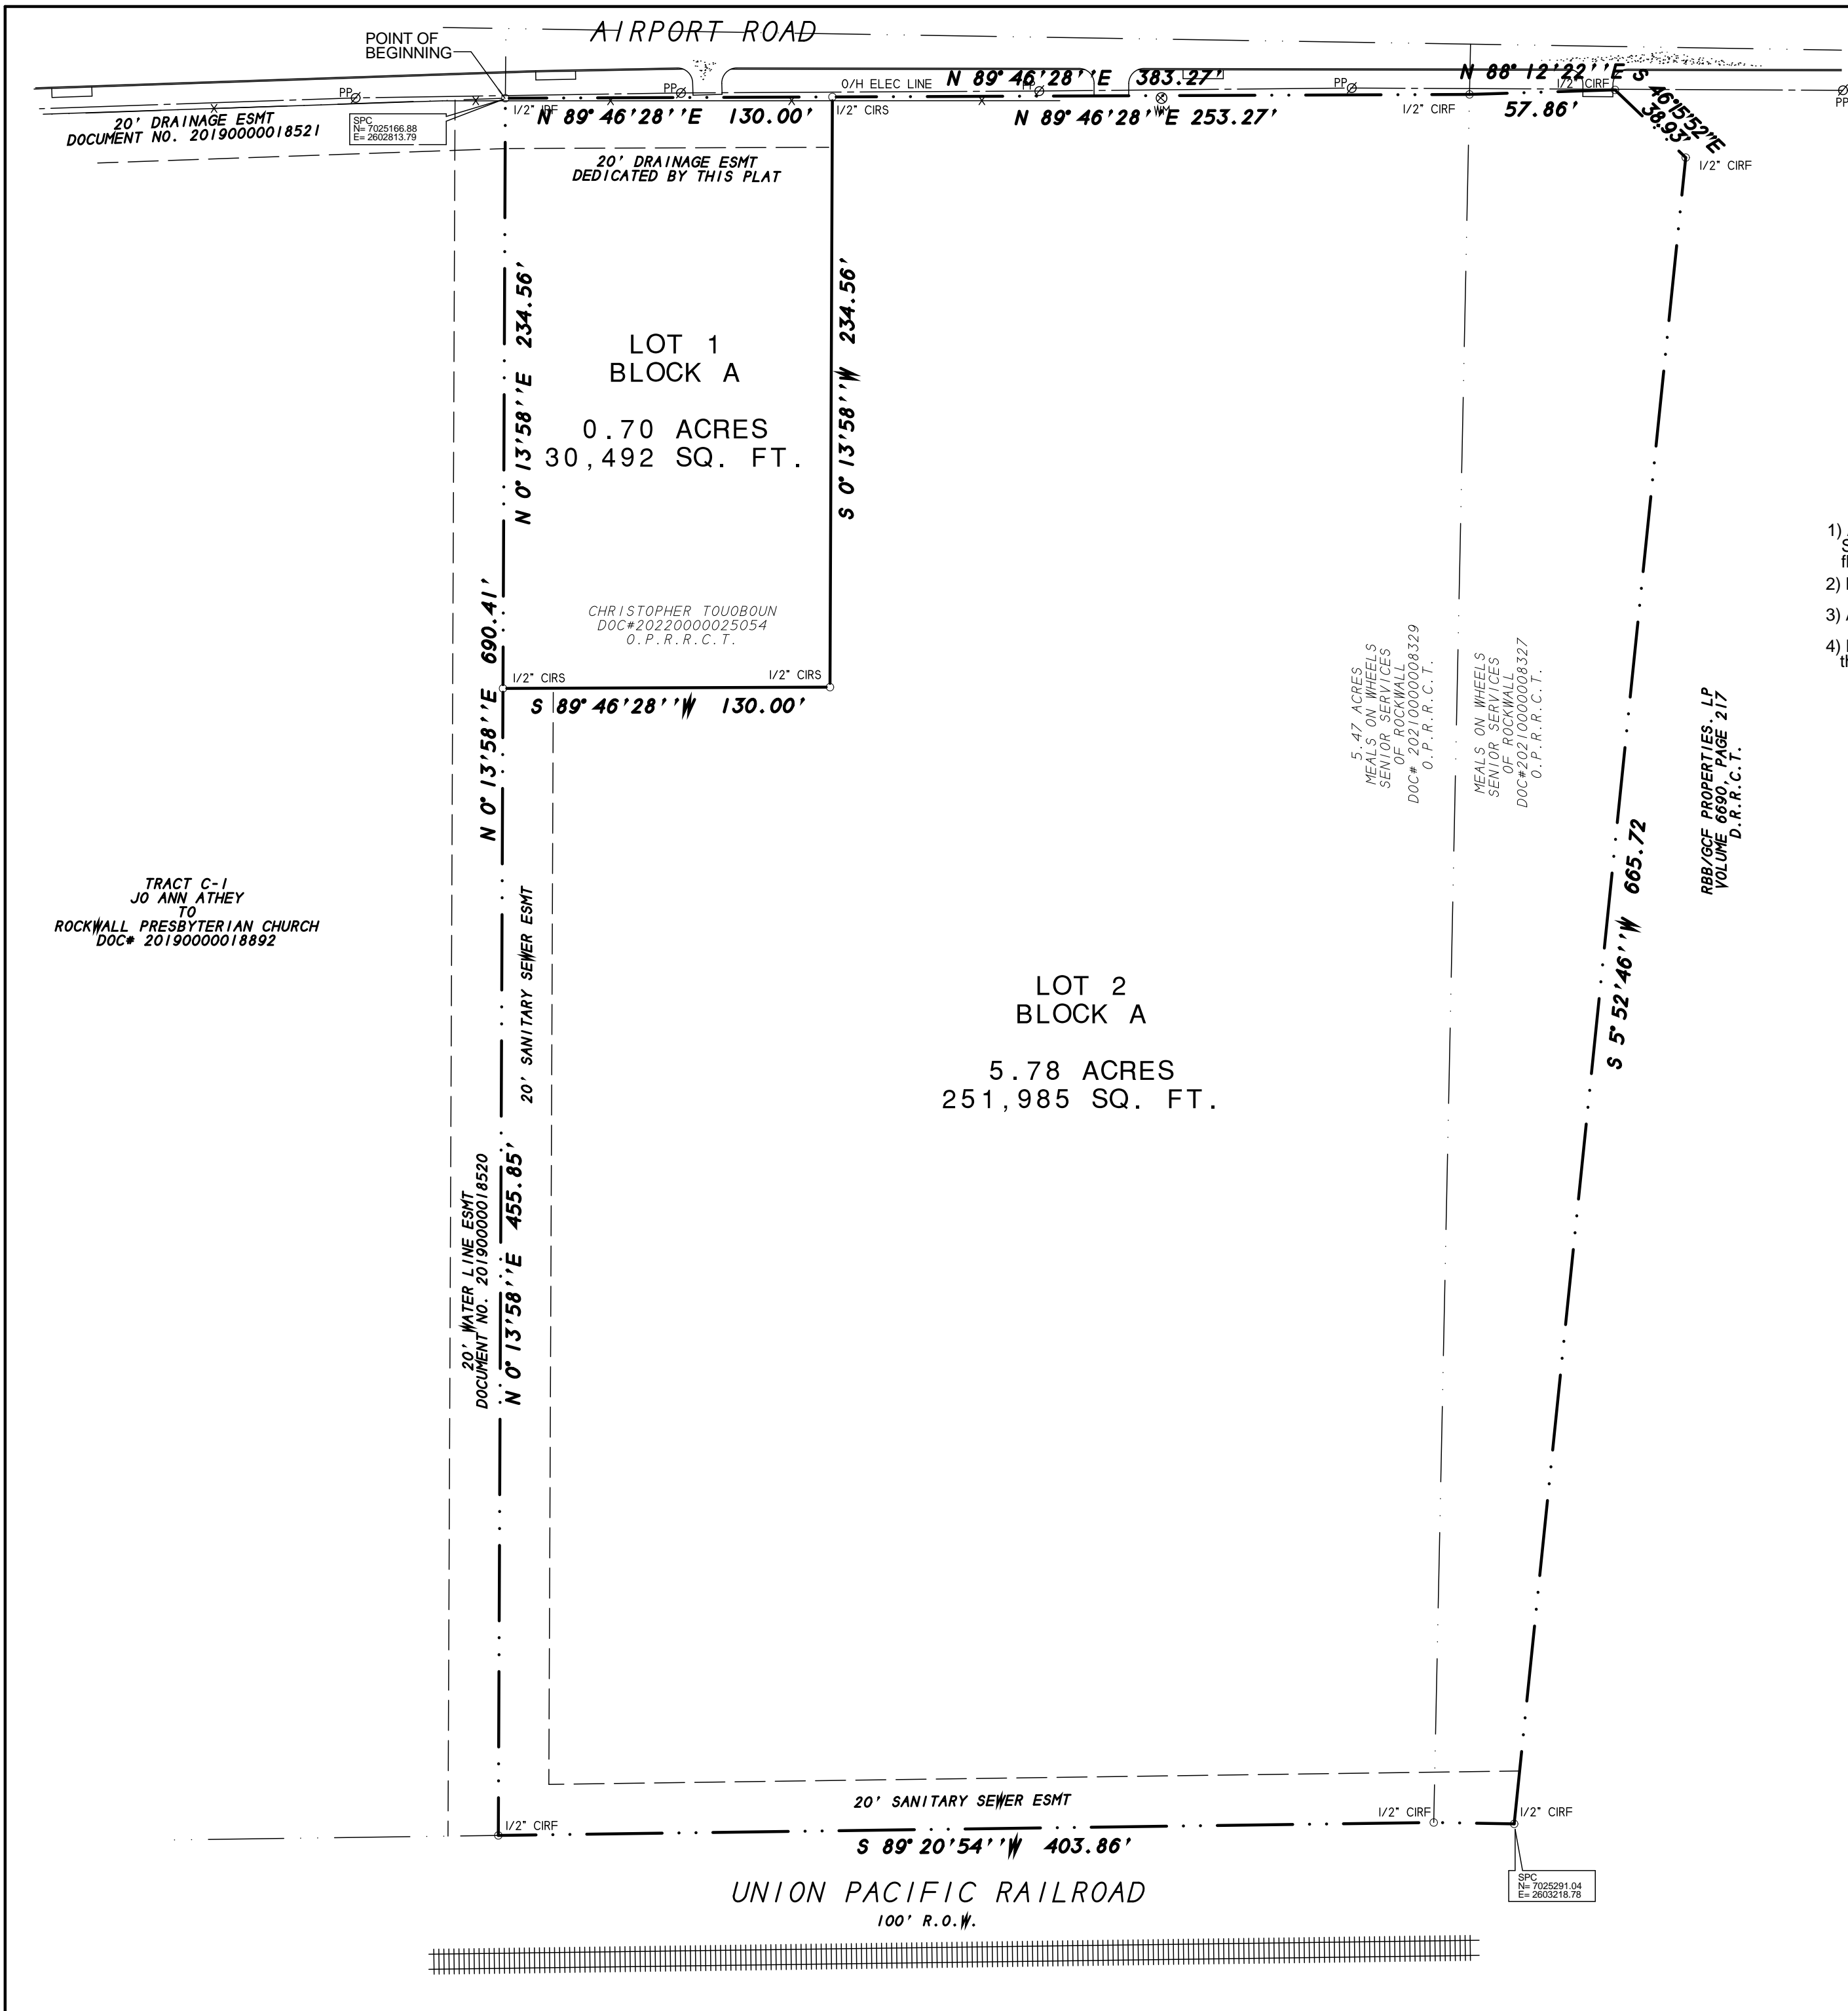 AIRPORT ROAD
POINT OF
BEGINNING
O/H ELEC LINE
N 89°46'28''E 383.27'
N 88°12'22''E
1/2" CIRF
57.86'
S 46°15'52"E
38.93'
1/2" CIRF
PP
PP
PP
PP
PP
WM
X
X
X
X
X
1/2" IRF
1/2" CIRS
1/2" CIRF
N 89°46'28''E 130.00'
N 89°46'28''E 253.27'
20' DRAINAGE ESMT
DOCUMENT NO. 20190000018521
SPC
N= 7025166.88
E= 2602813.79
20' DRAINAGE ESMT
DEDICATED BY THIS PLAT
N 0°13'58''E 234.56'
S 0°13'58''W 234.56'
LOT 1
BLOCK A
0.70 ACRES
30,492 SQ. FT.
CHRISTOPHER TOUOBOUN
DOC#20220000025054
O.P.R.R.C.T.
1/2" CIRS
1/2" CIRS
S 89°46'28''W 130.00'
N 0°13'58''E 690.41'
1)
2)
3)
4)
5.47 ACRES
MEALS ON WHEELS
SENIOR SERVICES
OF ROCKWALL
DOC# 20210000008329
O.P.R.R.C.T.
MEALS ON WHEELS
SENIOR SERVICES
OF ROCKWALL
DOC#20210000008327
O.P.R.R.C.T.
RBB/GCF PROPERTIES. LP
VOLUME 6690, PAGE 217
D.R.R.C.T.
S 5°52'46''W 665.72
TRACT C-1
JO ANN ATHEY
TO
ROCKWALL PRESBYTERIAN CHURCH
DOC# 20190000018892
20' SANITARY SEWER ESMT
LOT 2
BLOCK A
5.78 ACRES
251,985 SQ. FT.
20' WATER LINE ESMT
DOCUMENT NO. 20190000018520
N 0°13'58''E 455.85'
20' SANITARY SEWER ESMT
1/2" CIRF
1/2" CIRF
1/2" CIRF
S 89°20'54''W 403.86'
SPC
N= 7025291.04
E= 2603218.78
UNION PACIFIC RAILROAD
100' R.O.W.